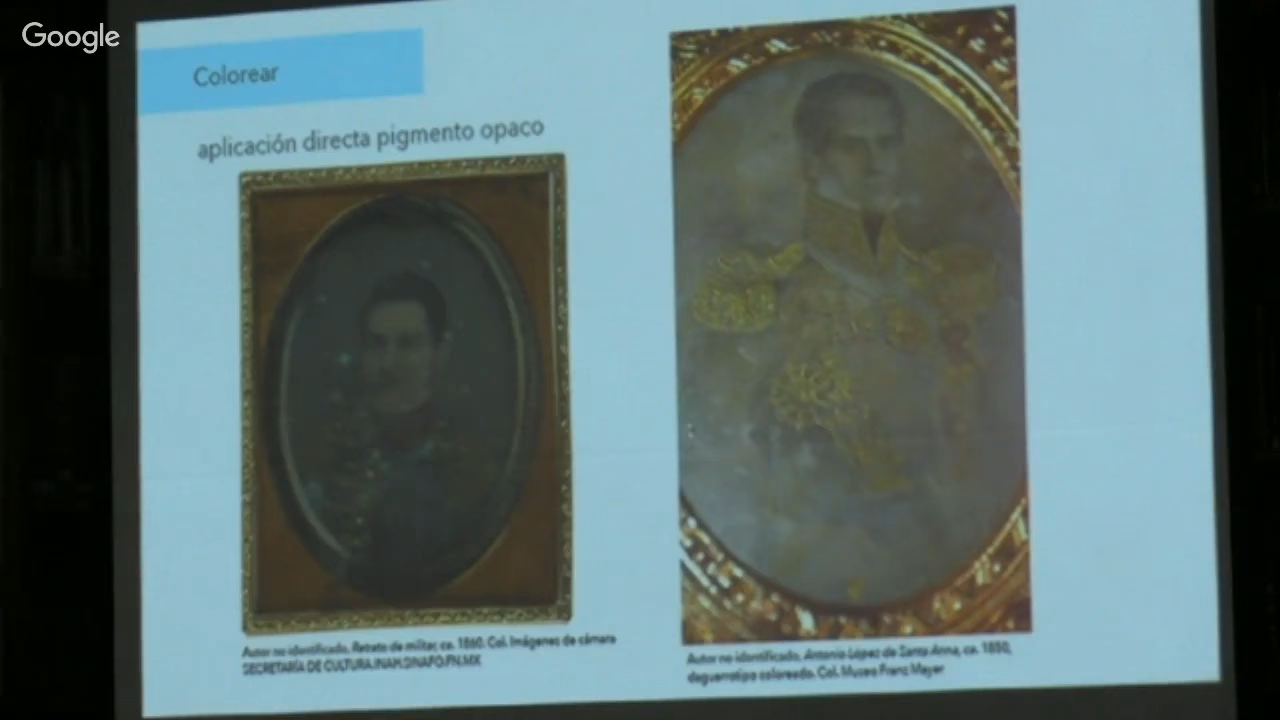 Google
Colorear
aplicación directa pigmento opaco
Autor no identificado, Retrato de militar, ca. 1860. Col. Imágenes de cámara
SECRETARÍA DE CULTURA.INAH.SINAFO.FN.MX
Autor no identificado, Antonio López de Santa Anna, ca. 1850,
daguerrotipo coloreado. Col. Museo Franz Mayer